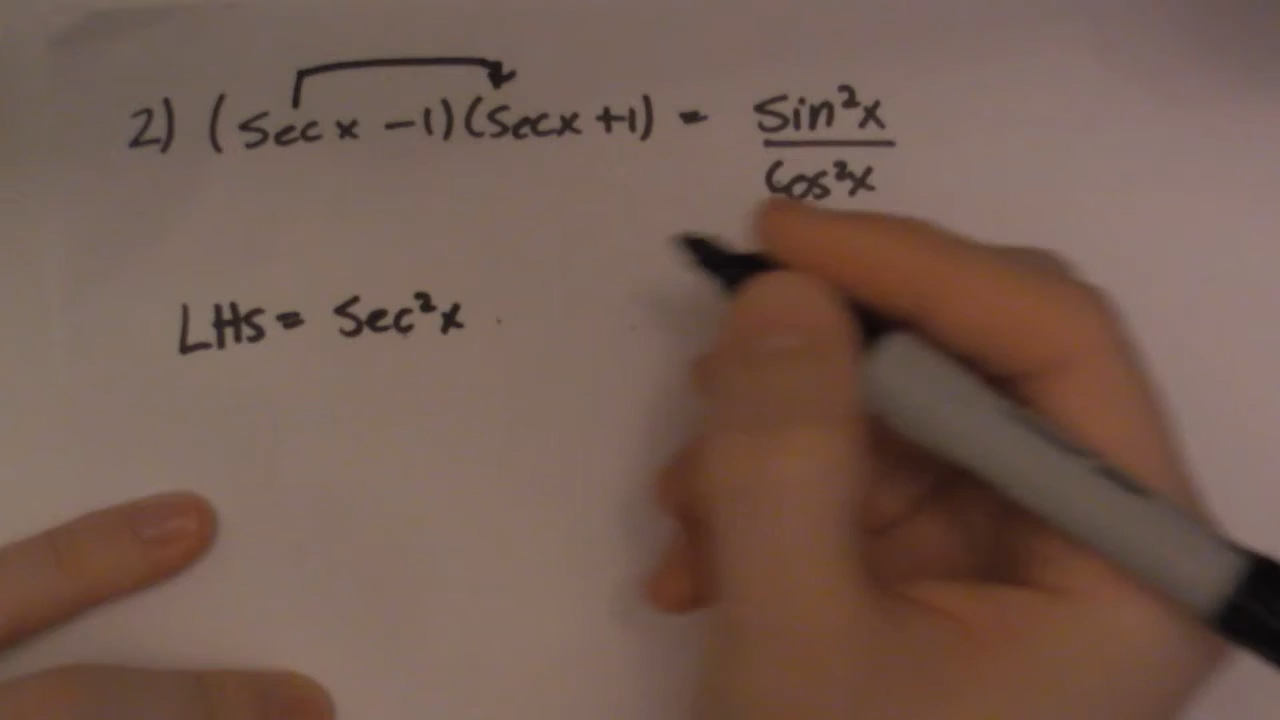 2) (Secx -1)(Secx +1) = Sin²x
Cos²x
LHS = Sec²x